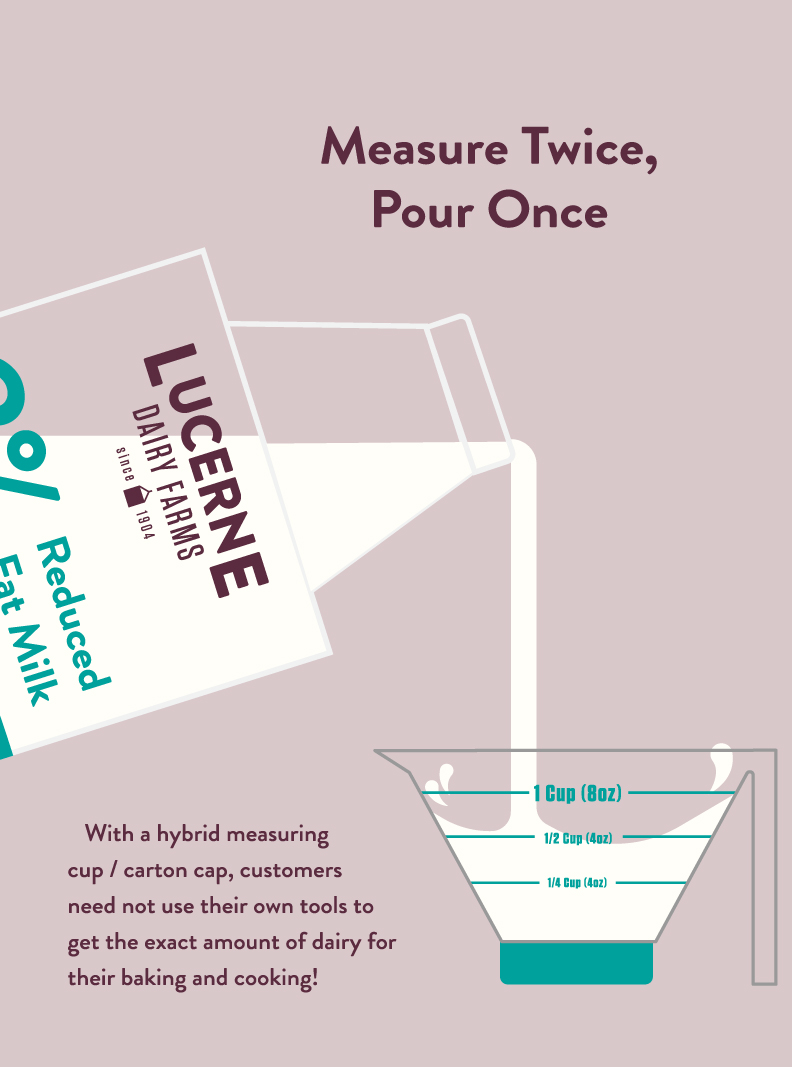 Measure Twice,
Pour Once
LUCERNE
DAIRY FARMS
since 1904
%
Reduced
Fat Milk
1 Cup (8oz)
1/2 Cup (4oz)
1/4 Cup (4oz)
With a hybrid measuring
cup / carton cap, customers
need not use their own tools to
get the exact amount of dairy for
their baking and cooking!